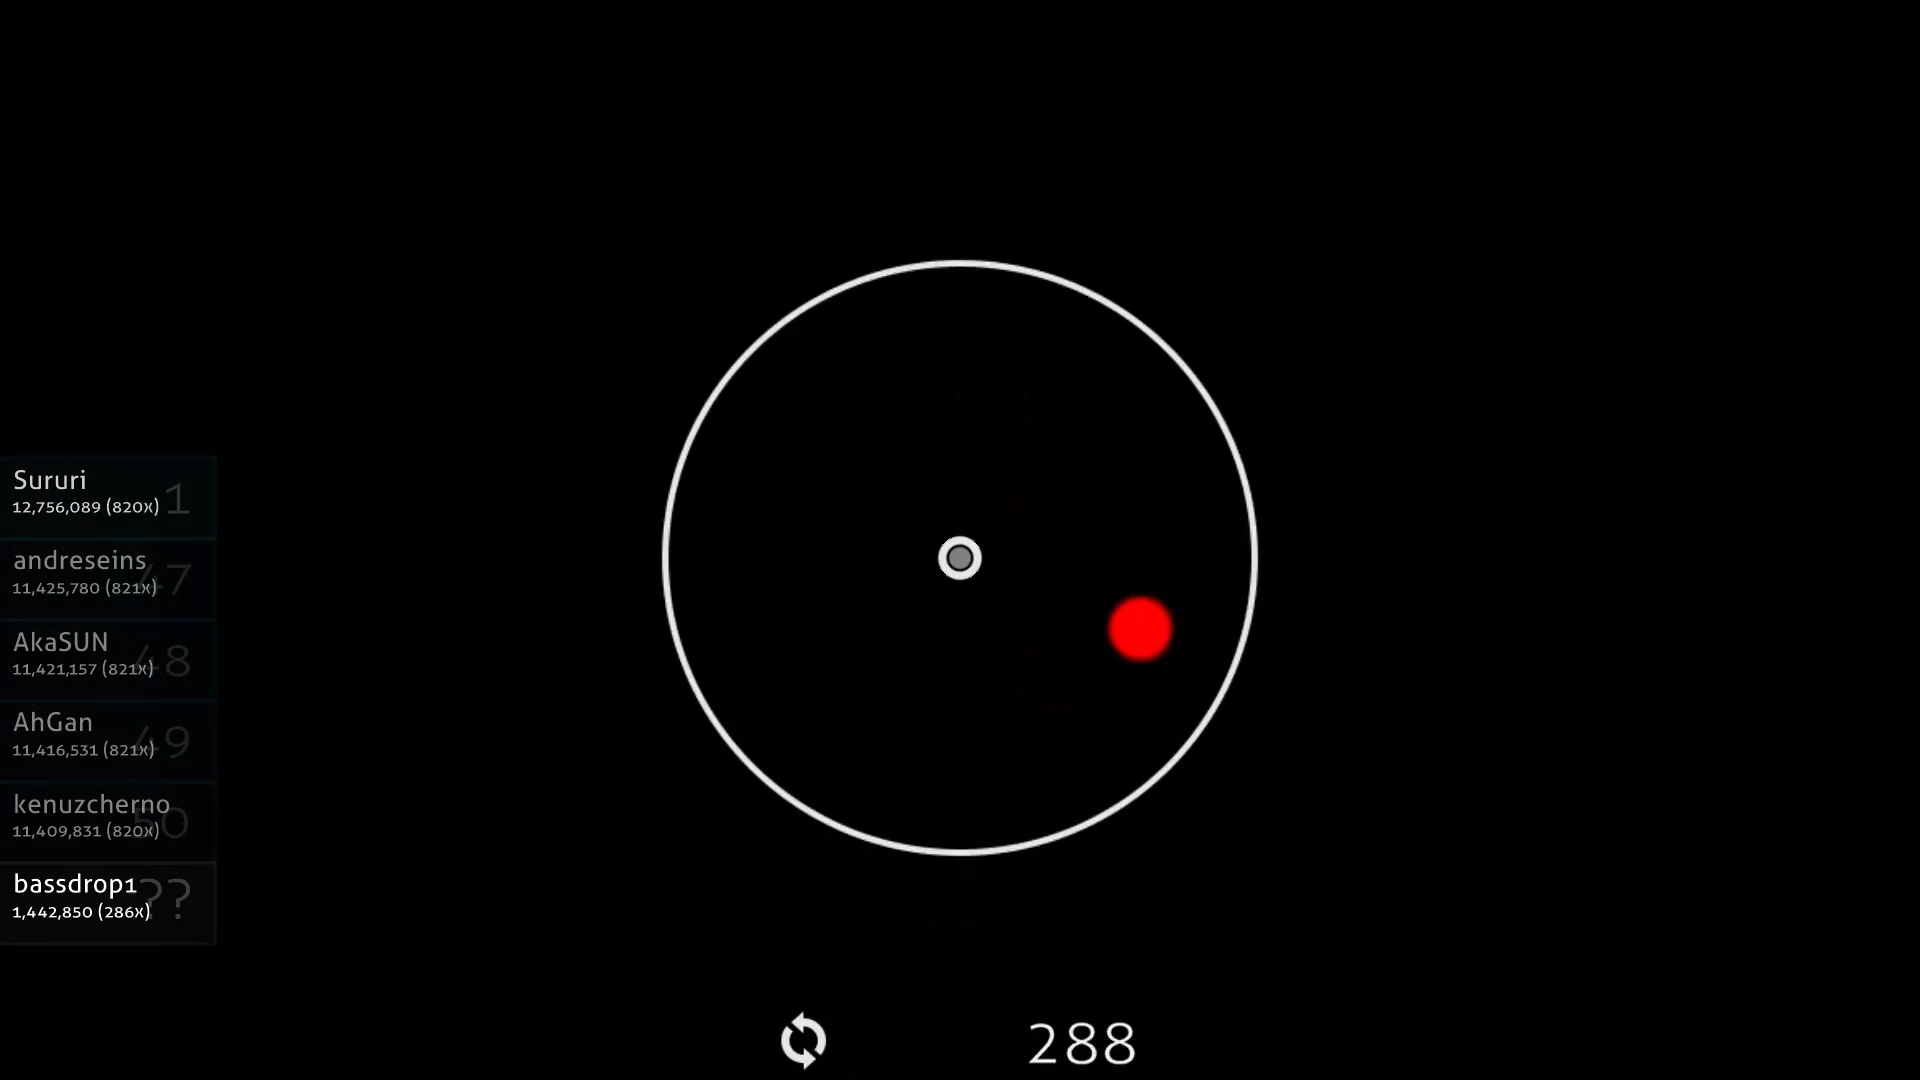 Sururi
12,756,089 (820x)
1
andreseins
11,425,780 (821x)
47
AkaSUN
11,421,157 (821x)
48
AhGan
11,416,531 (821x)
49
kenuzcherno
11,409,831 (820x)
50
bassdrop1
1,442,850 (286x)
??
288